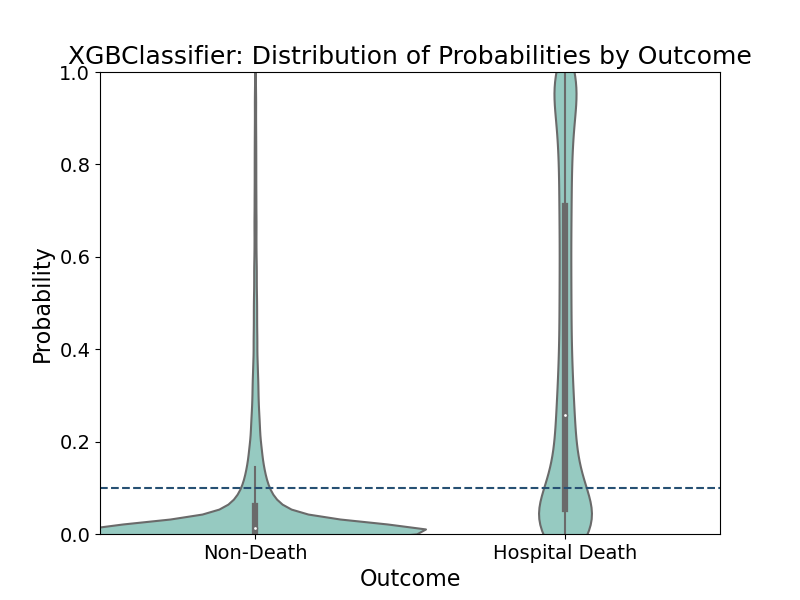 XGBClassifier: Distribution of Probabilities by Outcome
1.0
0.8
0.6
0.4
0.2
0.0
Probability
Non-Death
Hospital Death
Outcome